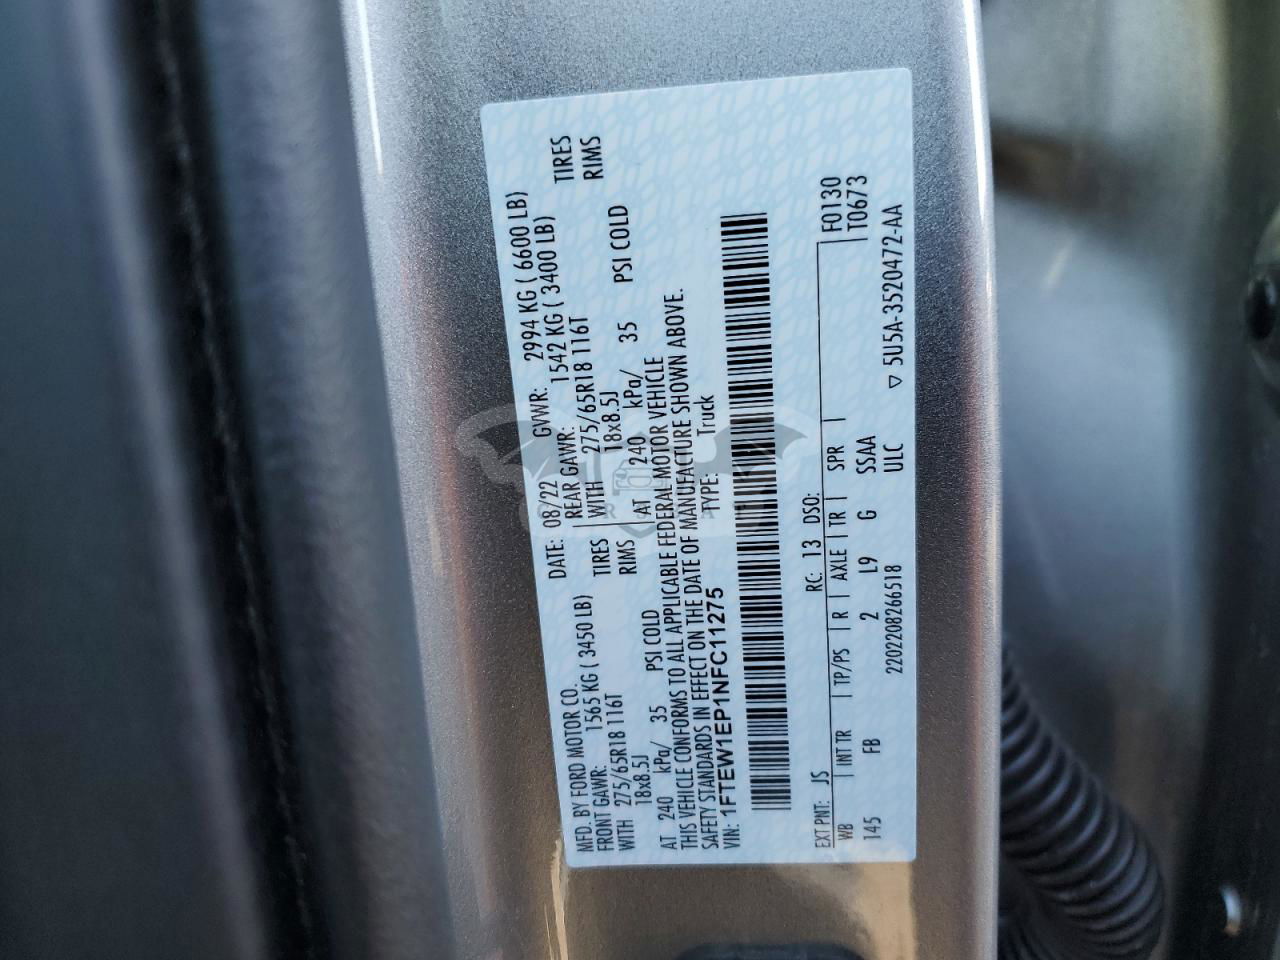 MFD. BY FORD MOTOR CO.
DATE: 08/22 GVWR: 2994 KG ( 6600 LB)
FRONT GAWR: 1565 KG ( 3450 LB) REAR GAWR: 1542 KG ( 3400 LB)
WITH 275/65R18 116T TIRES WITH 275/65R18 116T TIRES
18x8.5J RIMS 18x8.5J RIMS
AT 240 kPa/ 35 PSI COLD AT 240 kPa/ 35 PSI COLD
THIS VEHICLE CONFORMS TO ALL APPLICABLE FEDERAL MOTOR VEHICLE
SAFETY STANDARDS IN EFFECT ON THE DATE OF MANUFACTURE SHOWN ABOVE.
VIN: 1FTEW1EP1NFC11275 TYPE: Truck
EXT PNT: JS RC: 13 DSO: F0130
WB INT TR TP/PS R AXLE TR SPR T0673
145 FB 2 L9 G SSAA
2202208266518 ULC ▽ 5U5A-3520472-AA